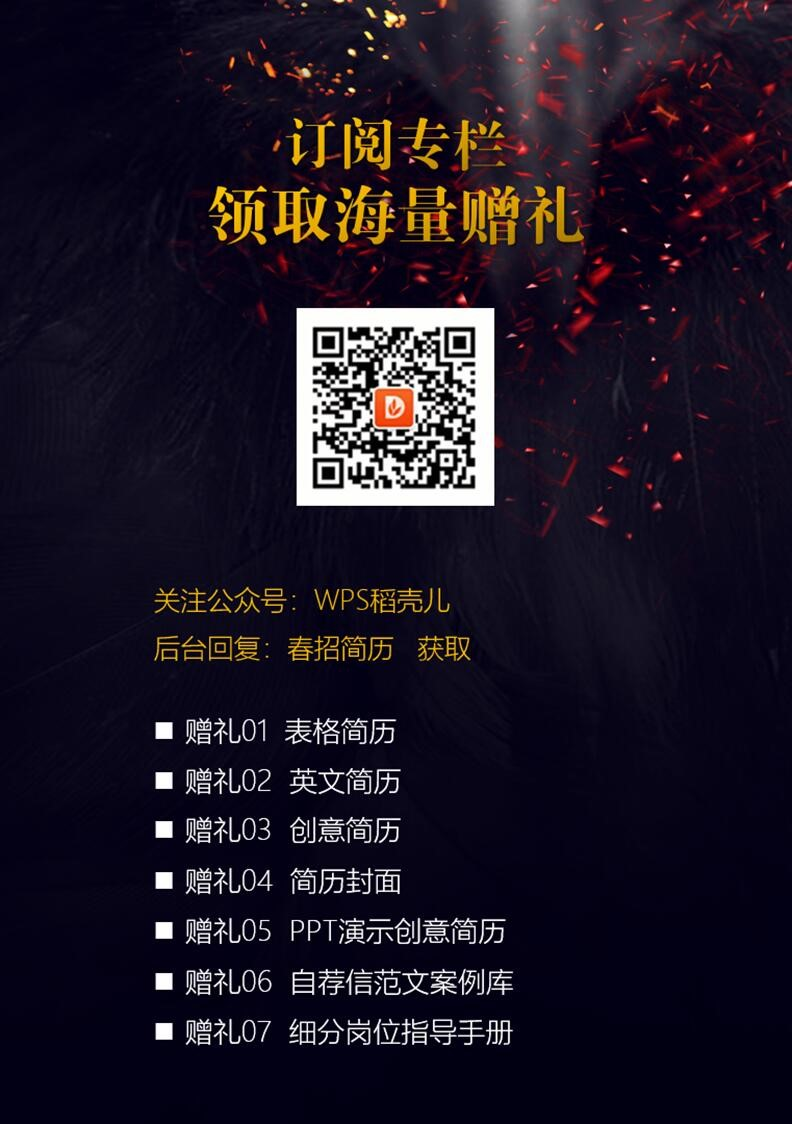 订阅专栏
领取海量赠礼
关注公众号：WPS稻壳儿
后台回复：春招简历 获取
■ 赠礼01 表格简历
■ 赠礼02 英文简历
■ 赠礼03 创意简历
■ 赠礼04 简历封面
■ 赠礼05 PPT演示创意简历
■ 赠礼06 自荐信范文案例库
■ 赠礼07 细分岗位指导手册